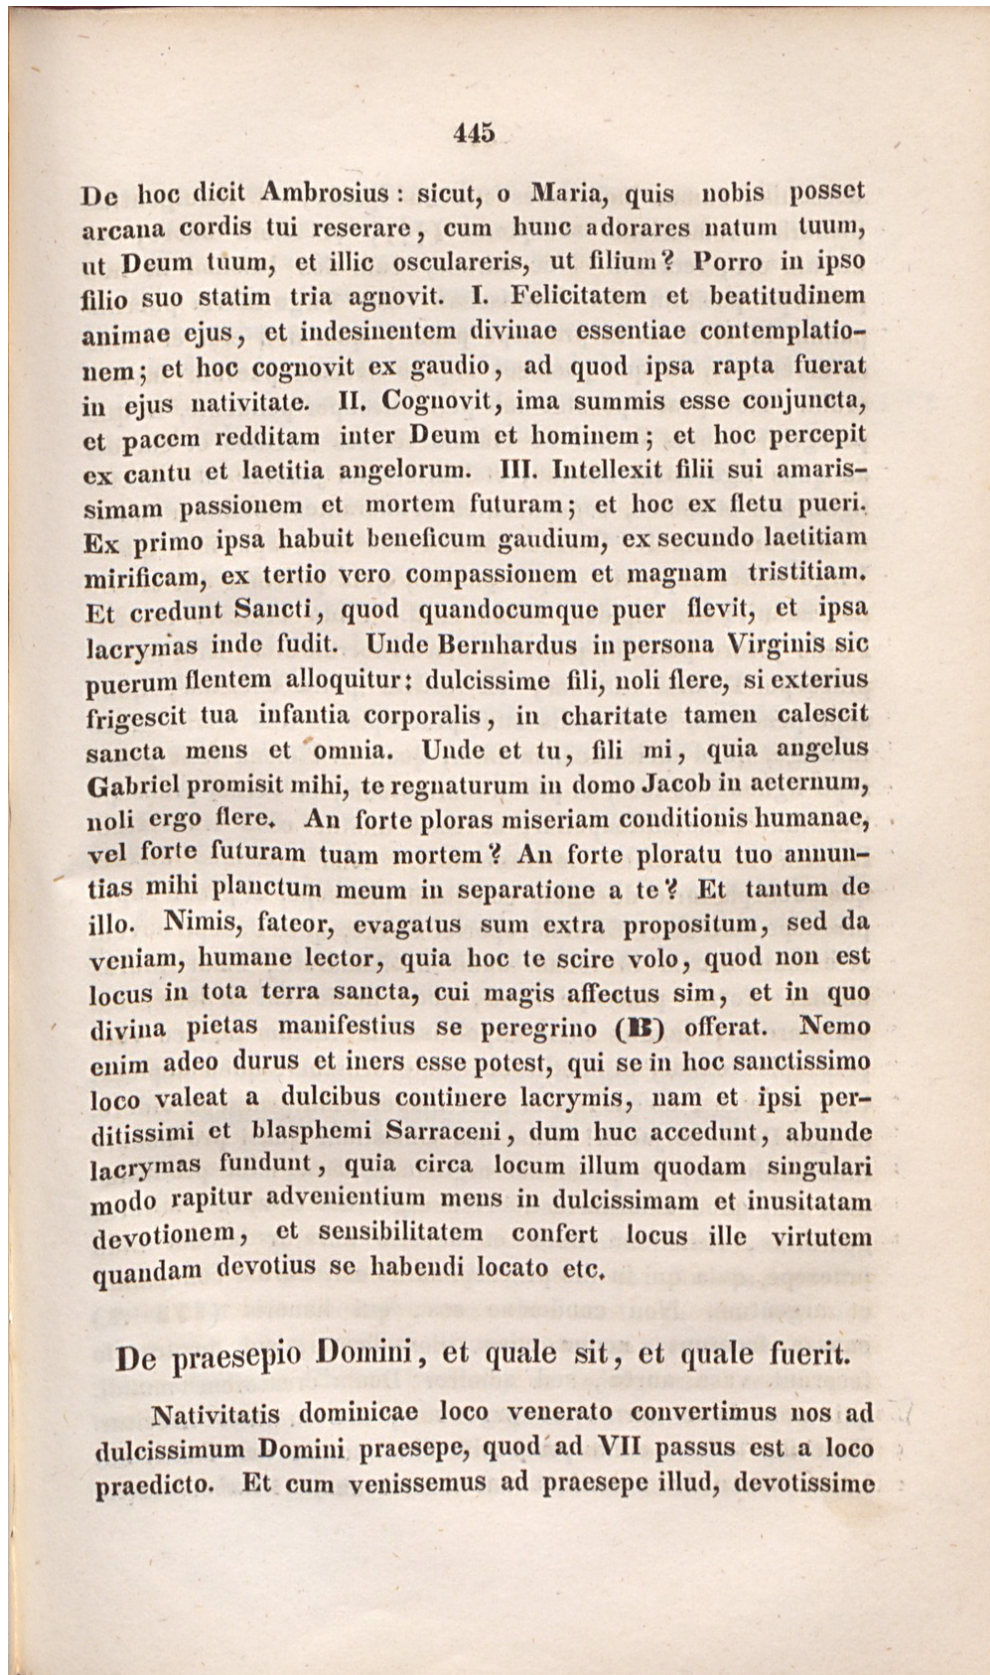 445
De hoc dicit Ambrosius : sicut, o Maria, quis nobis posset
arcana cordis tui reserare, cum hunc adorares natum tuum,
ut Deum tuum, et illic osculareris, ut filium? Porro in ipso
filio suo statim tria agnovit. I. Felicitatem et beatitudinem
animae ejus, et indesinentem divinae essentiae contemplatio-
nem; et hoc cognovit ex gaudio, ad quod ipsa rapta fuerat
in ejus nativitate. II. Cognovit, ima summis esse conjuncta,
et pacem redditam inter Deum et hominem; et hoc percepit
ex cantu et laetitia angelorum. III. Intellexit filii sui amaris-
simam passionem et mortem futuram; et hoc ex fletu pueri.
Ex primo ipsa habuit beneficum gaudium, ex secundo laetitiam
mirificam, ex tertio vero compassionem et magnam tristitiam.
Et credunt Sancti, quod quandocumque puer flevit, et ipsa
lacrymas inde fudit. Unde Bernhardus in persona Virginis sic
puerum flentem alloquitur: dulcissime fili, noli flere, si exterius
frigescit tua infantia corporalis, in charitate tamen calescit
sancta mens et omnia. Unde et tu, fili mi, quia angelus
Gabriel promisit mihi, te regnaturum in domo Jacob in aeternum,
noli ergo flere. An forte ploras miseriam conditionis humanae,
vel forte futuram tuam mortem? An forte ploratu tuo annun-
tias mihi planctum meum in separatione a te? Et tantum de
illo. Nimis, fateor, evagatus sum extra propositum, sed da
veniam, humane lector, quia hoc te scire volo, quod non est
locus in tota terra sancta, cui magis affectus sim, et in quo
divina pietas manifestius se peregrino (B) offerat. Nemo
enim adeo durus et iners esse potest, qui se in hoc sanctissimo
loco valeat a dulcibus continere lacrymis, nam et ipsi per-
ditissimi et blasphemi Sarraceni, dum huc accedunt, abunde
lacrymas fundunt, quia circa locum illum quodam singulari
modo rapitur advenientium mens in dulcissimam et inusitatam
devotionem, et sensibilitatem confert locus ille virtutem
quandam devotius se habendi locato etc.
De praesepio Domini, et quale sit, et quale fuerit.
Nativitatis dominicae loco venerato convertimus nos ad
dulcissimum Domini praesepe, quod ad VII passus est a loco
praedicto. Et cum venissemus ad praesepe illud, devotissime